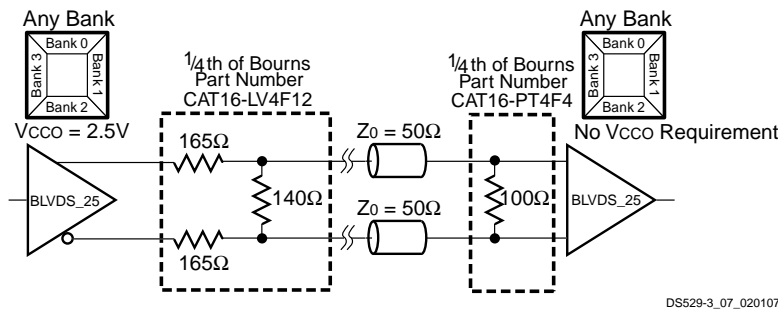 Any Bank
Bank 0
Bank 3
Bank 1
Bank 2
VCCO = 2.5V
1/4th of Bourns
Part Number
CAT16-LV4F12
165Ω
140Ω
165Ω
BLVDS_25
Z0 = 50Ω
Z0 = 50Ω
1/4th of Bourns
Part Number
CAT16-PT4F4
100Ω
Any Bank
Bank 0
Bank 3
Bank 1
Bank 2
No VCCO Requirement
BLVDS_25
DS529-3_07_020107